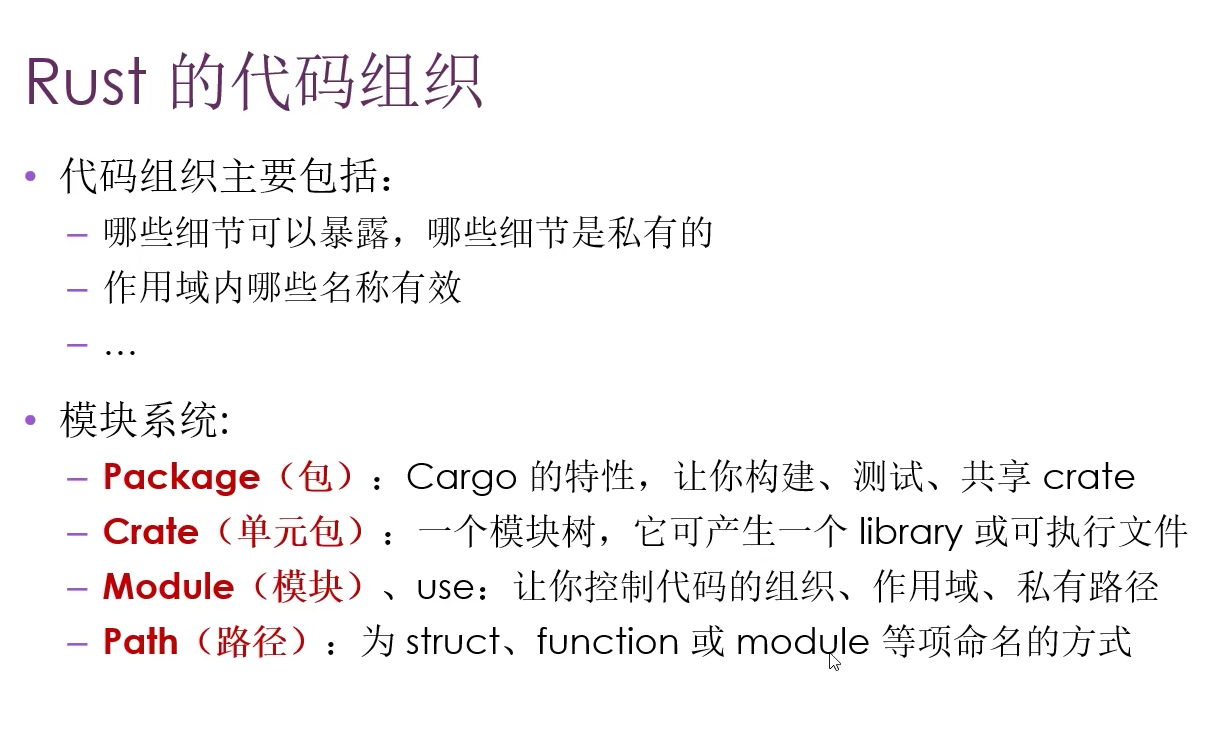 Rust 的代码组织
• 代码组织主要包括：
– 哪些细节可以暴露，哪些细节是私有的
– 作用域内哪些名称有效
– …
• 模块系统:
– Package（包）：Cargo 的特性，让你构建、测试、共享 crate
– Crate（单元包）：一个模块树，它可产生一个 library 或可执行文件
– Module（模块）、use：让你控制代码的组织、作用域、私有路径
– Path（路径）：为 struct、function 或 module 等项命名的方式